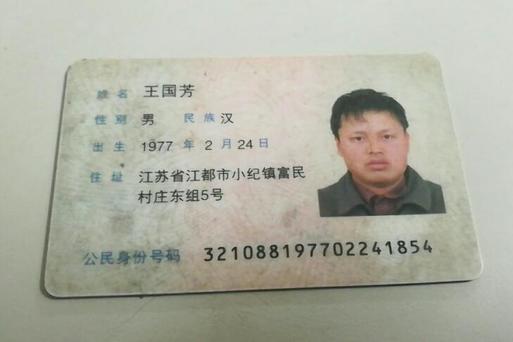 姓名 王国芳
性别 男 民族 汉
出生 1977 年 2 月 24 日
住址 江苏省江都市小纪镇富民
村庄东组5号
公民身份号码 321088197702241854